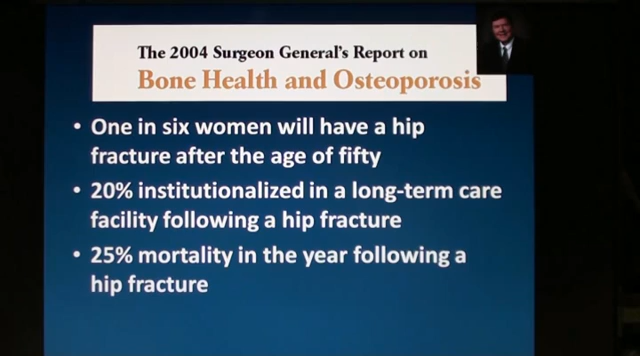 The 2004 Surgeon General's Report on
Bone Health and Osteoporosis
• One in six women will have a hip
fracture after the age of fifty
• 20% institutionalized in a long-term care
facility following a hip fracture
• 25% mortality in the year following a
hip fracture